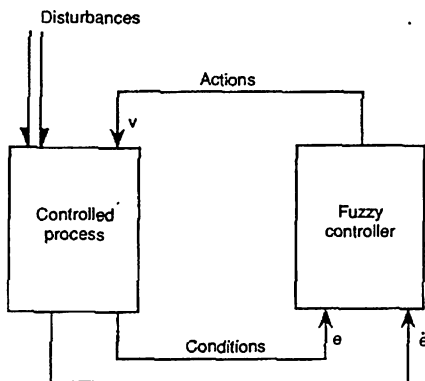 Disturbances
Actions
v
Controlled
process
Fuzzy
controller
Conditions
e
ė